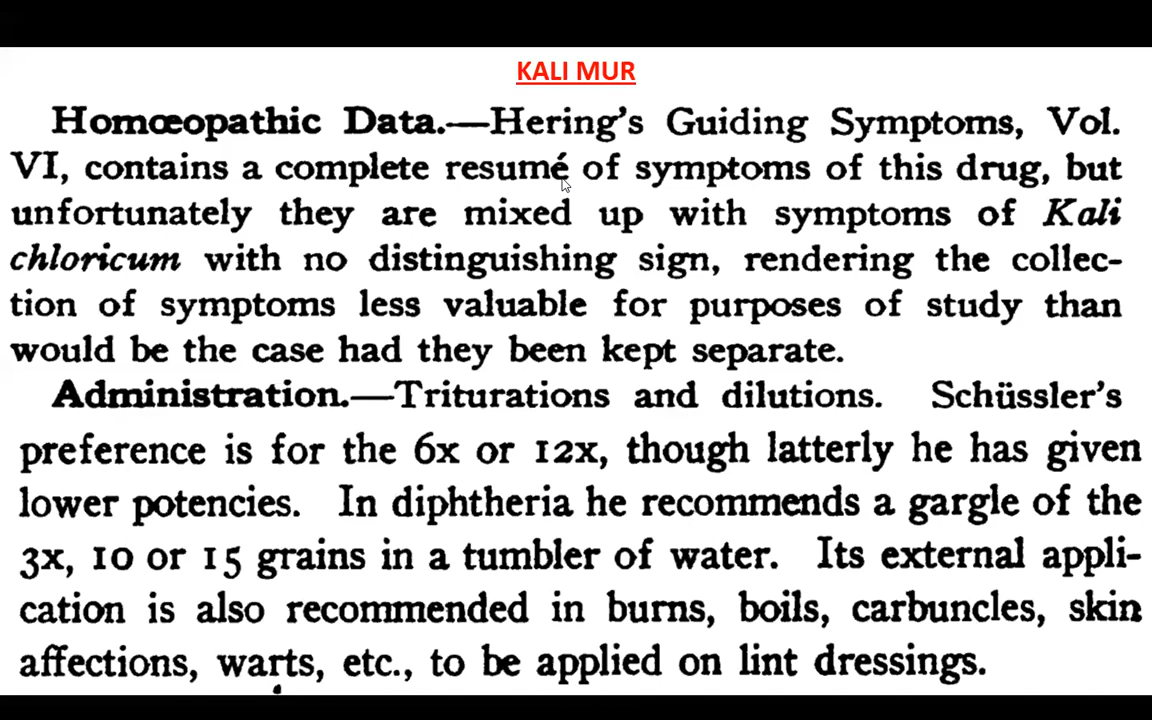 KALI MUR
Homœopathic Data.—Hering's Guiding Symptoms, Vol.
VI, contains a complete resumé of symptoms of this drug, but
unfortunately they are mixed up with symptoms of Kali
chloricum with no distinguishing sign, rendering the collec-
tion of symptoms less valuable for purposes of study than
would be the case had they been kept separate.
Administration.—Triturations and dilutions. Schüssler's
preference is for the 6x or 12x, though latterly he has given
lower potencies. In diphtheria he recommends a gargle of the
3x, 10 or 15 grains in a tumbler of water. Its external appli-
cation is also recommended in burns, boils, carbuncles, skin
affections, warts, etc., to be applied on lint dressings.